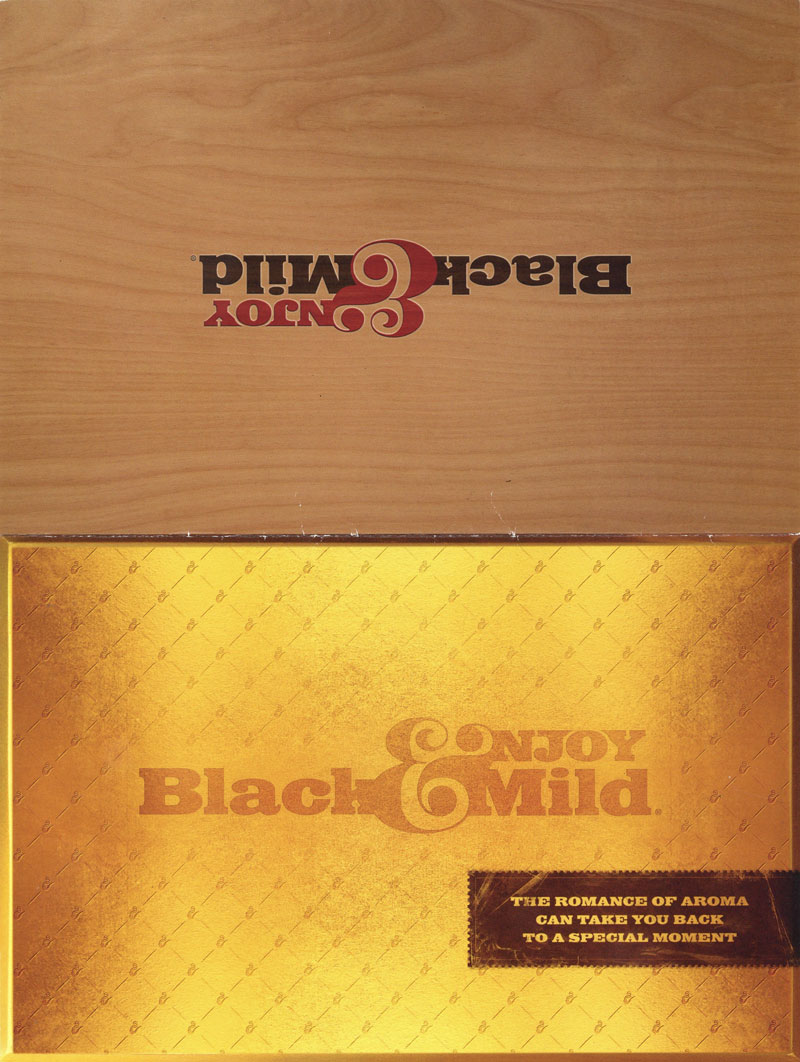 Black&Mild®
ENJOY
ENJOY
Black&Mild®
THE ROMANCE OF AROMA
CAN TAKE YOU BACK
TO A SPECIAL MOMENT